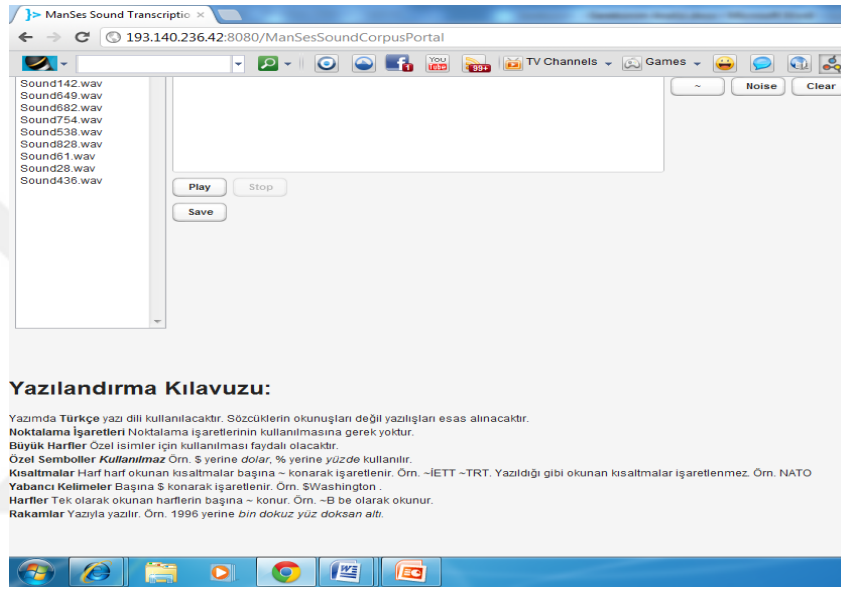 ManSes Sound Transcriptio ×
193.140.236.42:8080/ManSesSoundCorpusPortal
You Tube 99+ TV Channels Games
Sound142.wav
~ Noise Clear
Sound649.wav
Sound682.wav
Sound754.wav
Sound538.wav
Sound828.wav
Sound61.wav
Sound28.wav
Sound436.wav
Play Stop
Save
Yazılandırma Kılavuzu:
Yazımda Türkçe yazı dili kullanılacaktır. Sözcüklerin okunuşları değil yazılışları esas alınacaktır.
Noktalama İşaretleri Noktalama işaretlerinin kullanılmasına gerek yoktur.
Büyük Harfler Özel isimler için kullanılması faydalı olacaktır.
Özel Semboller Kullanılmaz Örn. $ yerine dolar, % yerine yüzde kullanılır.
Kısaltmalar Harf harf okunan kısaltmalar başına ~ konarak işaretlenir. Örn. ~İETT ~TRT. Yazıldığı gibi okunan kısaltmalar işaretlenmez. Örn. NATO
Yabancı Kelimeler Başına $ konarak işaretlenir. Örn. $Washington .
Harfler Tek olarak okunan harflerin başına ~ konur. Örn. ~B be olarak okunur.
Rakamlar Yazıyla yazılır. Örn. 1996 yerine bin dokuz yüz doksan altı.